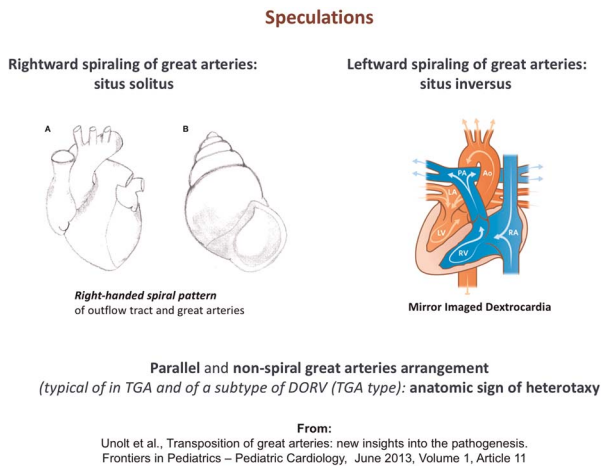 Speculations
Rightward spiraling of great arteries:
situs solitus
Leftward spiraling of great arteries:
situs inversus
A
B
PA
Ao
LA
LV
RV
RA
Right-handed spiral pattern
of outflow tract and great arteries
Mirror Imaged Dextrocardia
Parallel and non-spiral great arteries arrangement
(typical of in TGA and of a subtype of DORV (TGA type): anatomic sign of heterotaxy
From:
Unolt et al., Transposition of great arteries: new insights into the pathogenesis.
Frontiers in Pediatrics – Pediatric Cardiology, June 2013, Volume 1, Article 11